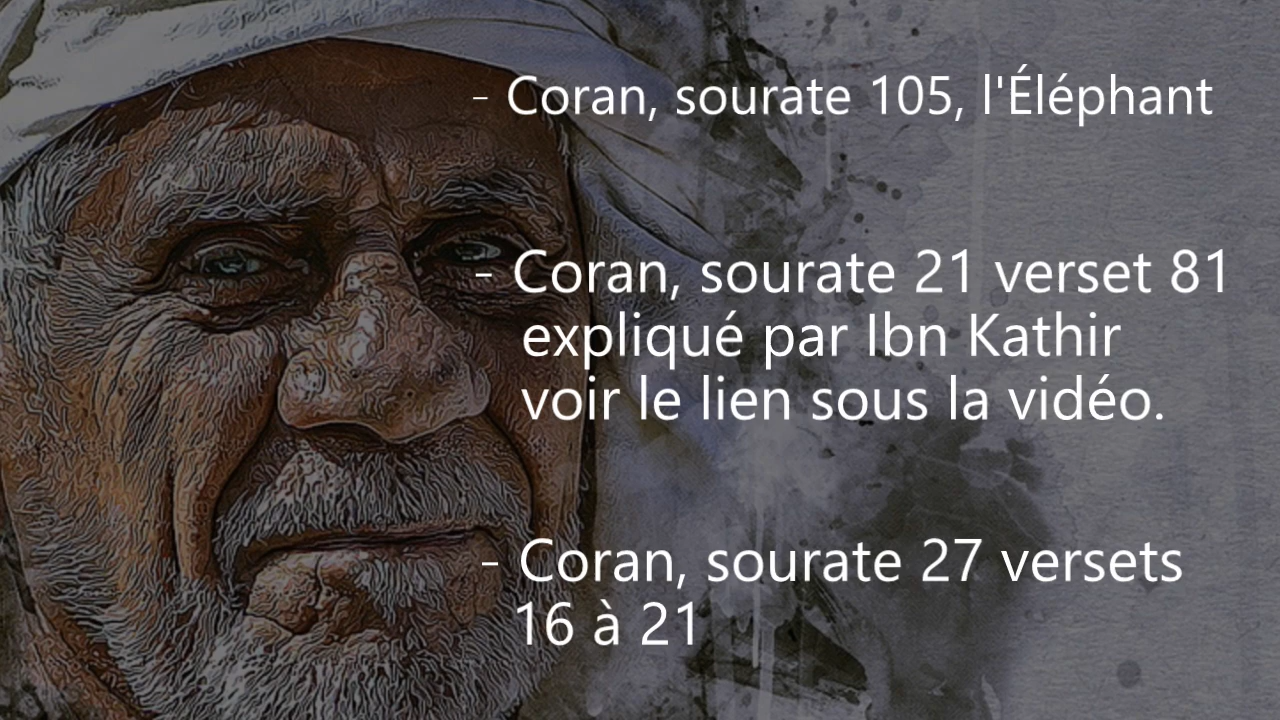 - Coran, sourate 105, l'Éléphant
- Coran, sourate 21 verset 81
expliqué par Ibn Kathir
voir le lien sous la vidéo.
- Coran, sourate 27 versets
16 à 21